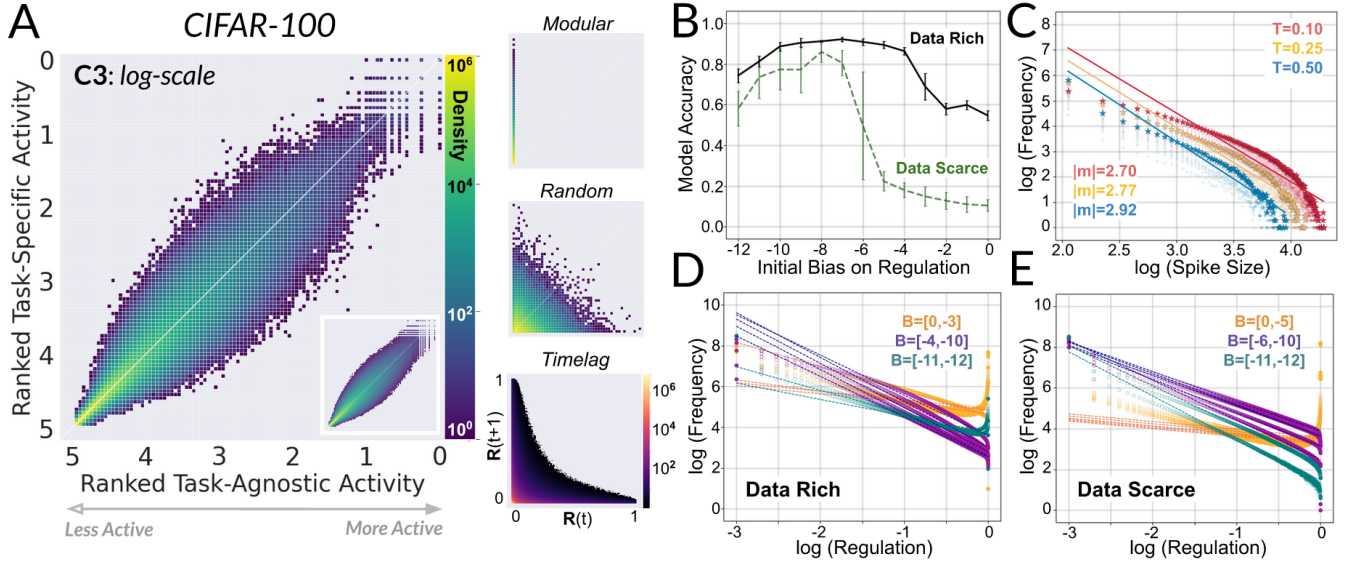 A
CIFAR-100
C3: log-scale
Ranked Task-Specific Activity
0
1
2
3
4
5
5
4
3
2
1
0
Ranked Task-Agnostic Activity
Less Active
More Active
Density
10^6
10^4
10^2
10^0
Modular
Random
Timelag
R(t+1)
1
0
0
1
R(t)
10^6
10^4
10^2
B
Model Accuracy
1.0
0.8
0.6
0.4
0.2
0.0
Data Rich
Data Scarce
-12
-10
-8
-6
-4
-2
0
Initial Bias on Regulation
C
log (Frequency)
8
7
6
5
4
3
2
1
0
T=0.10
T=0.25
T=0.50
|m|=2.70
|m|=2.77
|m|=2.92
2.0
2.5
3.0
3.5
4.0
log (Spike Size)
D
log (Frequency)
10
8
6
4
2
0
B=[0,-3]
B=[-4,-10]
B=[-11,-12]
Data Rich
-3
-2
-1
0
log (Regulation)
E
log (Frequency)
10
8
6
4
2
0
B=[0,-5]
B=[-6,-10]
B=[-11,-12]
Data Scarce
-3
-2
-1
0
log (Regulation)